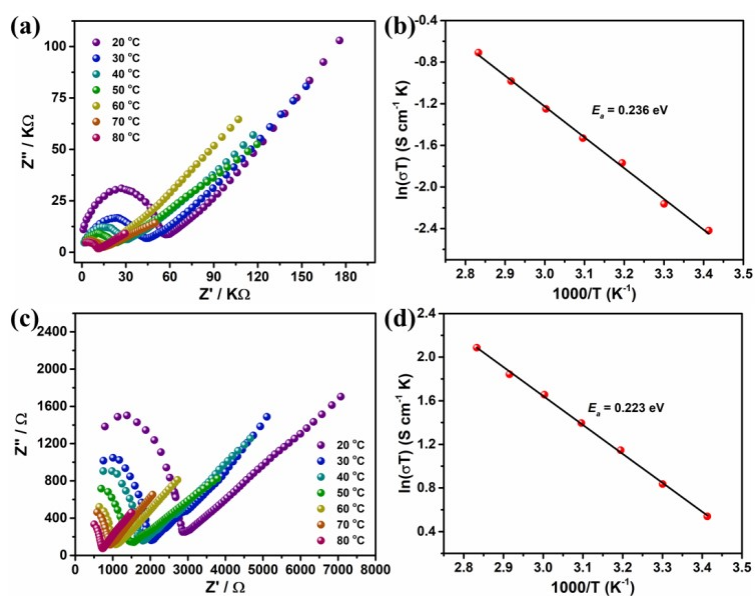 (a)
20 °C
30 °C
40 °C
50 °C
60 °C
70 °C
80 °C
100
75
50
25
0
Z'' / KΩ
0 30 60 90 120 150 180
Z' / KΩ
(b)
-0.4
-0.8
-1.2
-1.6
-2.0
-2.4
ln(σT) (S cm⁻¹ K)
Eₐ = 0.236 eV
2.8 2.9 3.0 3.1 3.2 3.3 3.4 3.5
1000/T (K⁻¹)
(c)
2400
2000
1600
1200
800
400
0
Z'' / Ω
20 °C
30 °C
40 °C
50 °C
60 °C
70 °C
80 °C
0 1000 2000 3000 4000 5000 6000 7000 8000
Z' / Ω
(d)
2.4
2.0
1.6
1.2
0.8
0.4
ln(σT) (S cm⁻¹ K)
Eₐ = 0.223 eV
2.8 2.9 3.0 3.1 3.2 3.3 3.4 3.5
1000/T (K⁻¹)